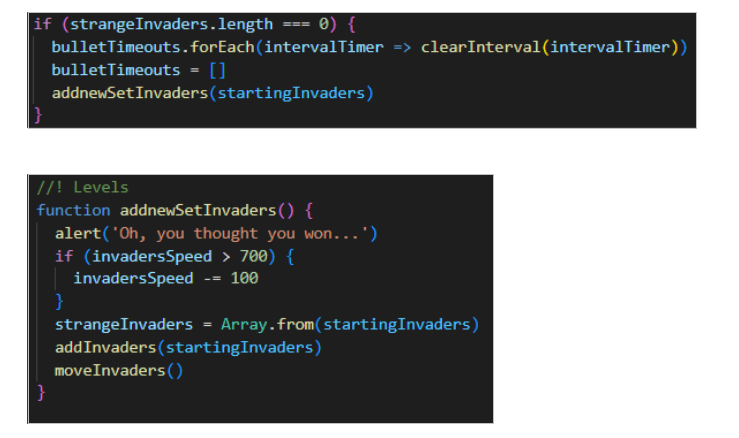 if (strangeInvaders.length === 0) {
  bulletTimeouts.forEach(intervalTimer => clearInterval(intervalTimer))
  bulletTimeouts = []
  addnewSetInvaders(startingInvaders)
}
//! Levels
function addnewSetInvaders() {
  alert('Oh, you thought you won...')
  if (invadersSpeed > 700) {
    invadersSpeed -= 100
  }
  strangeInvaders = Array.from(startingInvaders)
  addInvaders(startingInvaders)
  moveInvaders()
}